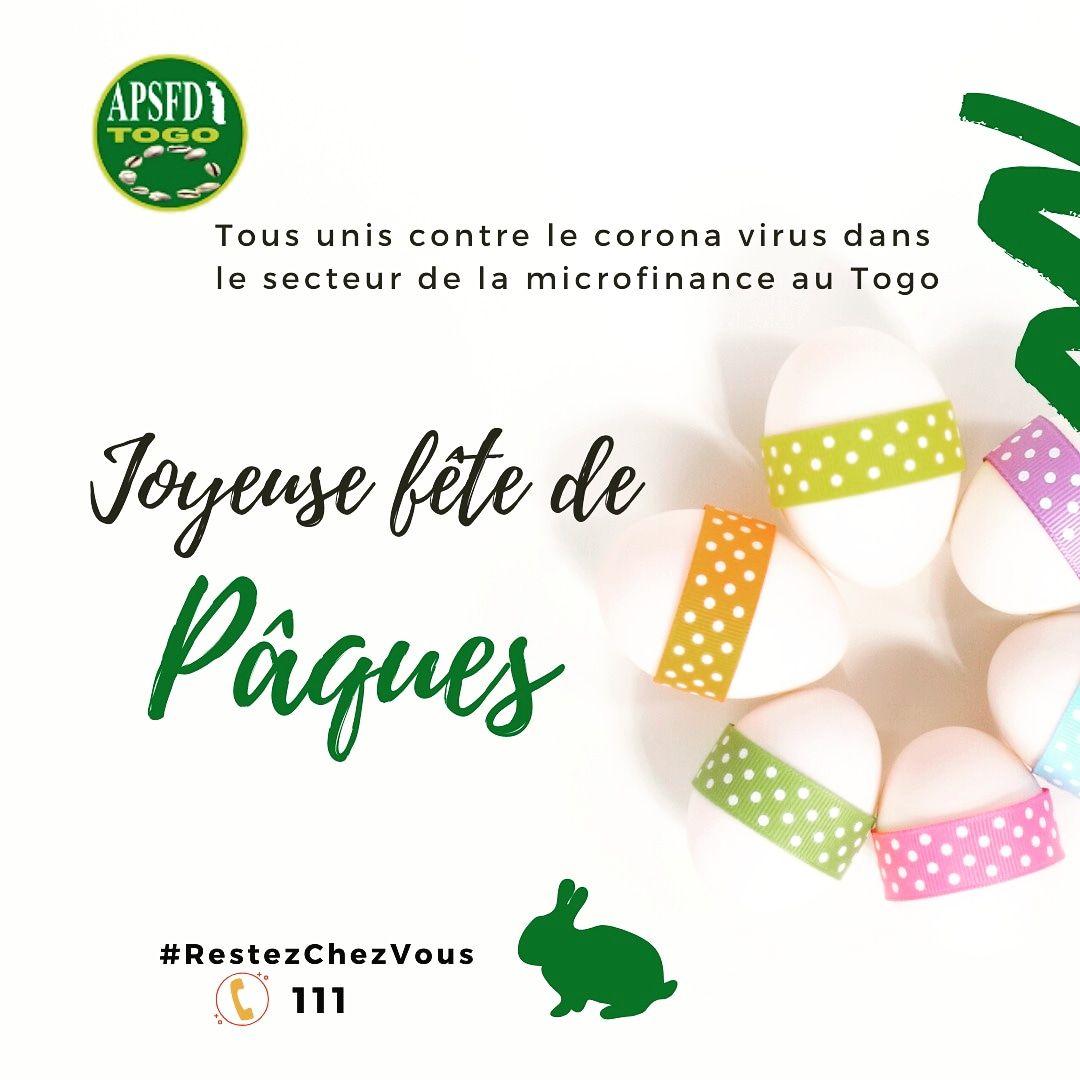 APSFD
TOGO
Tous unis contre le corona virus dans
le secteur de la microfinance au Togo
Joyeuse fête de
Pâques
#RestezChezVous
111